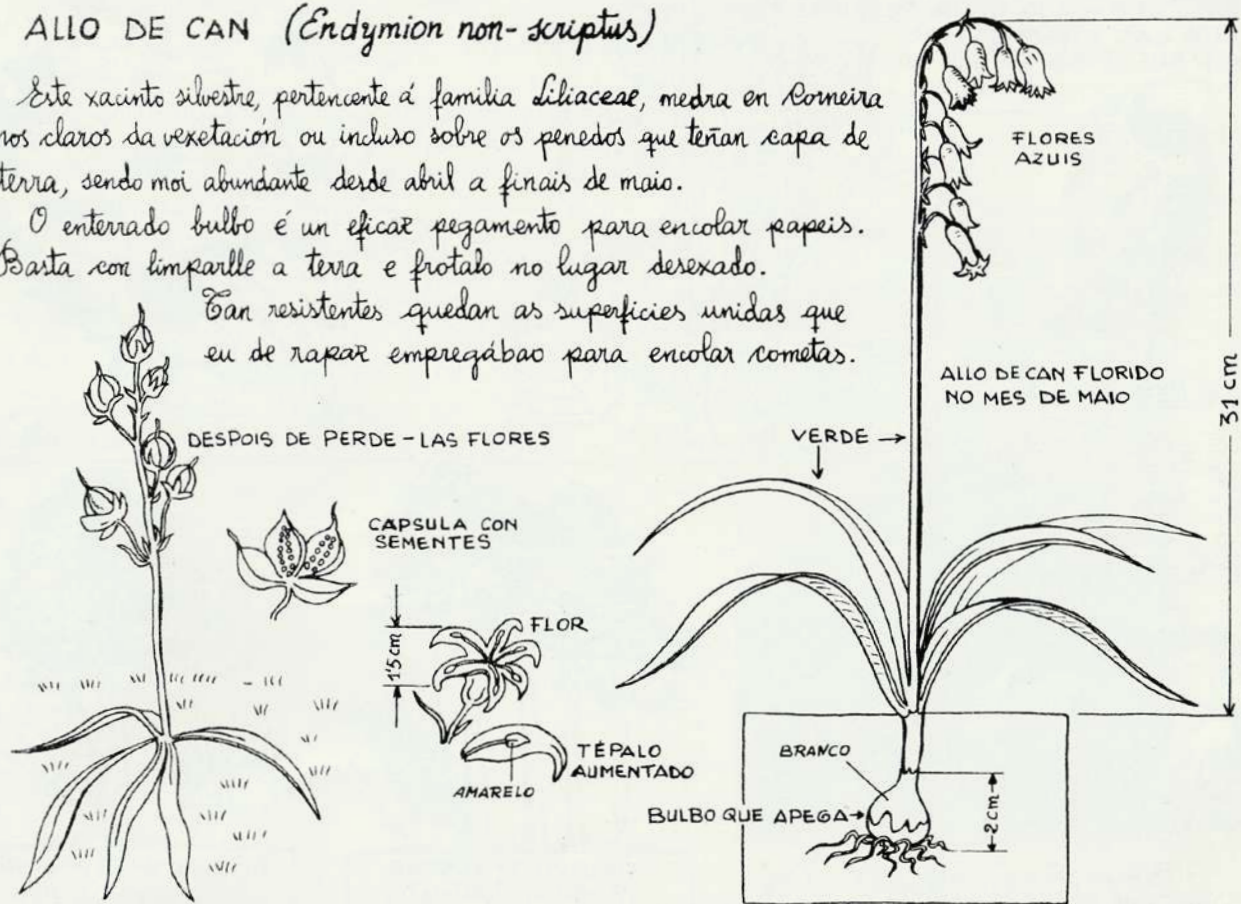 ALLO DE CAN (Endymion non-scriptus)
Este xacinto silvestre, pertencente á familia Liliaceae, medra en Corneira
nos claros da vexetación ou incluso sobre os penedos que teñan capa de
terra, sendo moi abundante desde abril a finais de maio.
O enterrado bulbo é un eficaz pegamento para encolar papeis.
Basta con limparlle a terra e frotalo no lugar desexado.
Tan resistentes quedan as superficies unidas que
eu de rapaz empregábao para encolar cometas.
FLORES
AZUIS
31 cm
ALLO DE CAN FLORIDO
NO MES DE MAIO
VERDE
DESPOIS DE PERDE-LAS FLORES
CAPSULA CON
SEMENTES
FLOR
1'5 cm
TÉPALO
AUMENTADO
AMARELO
BRANCO
BULBO QUE APEGA
2 cm